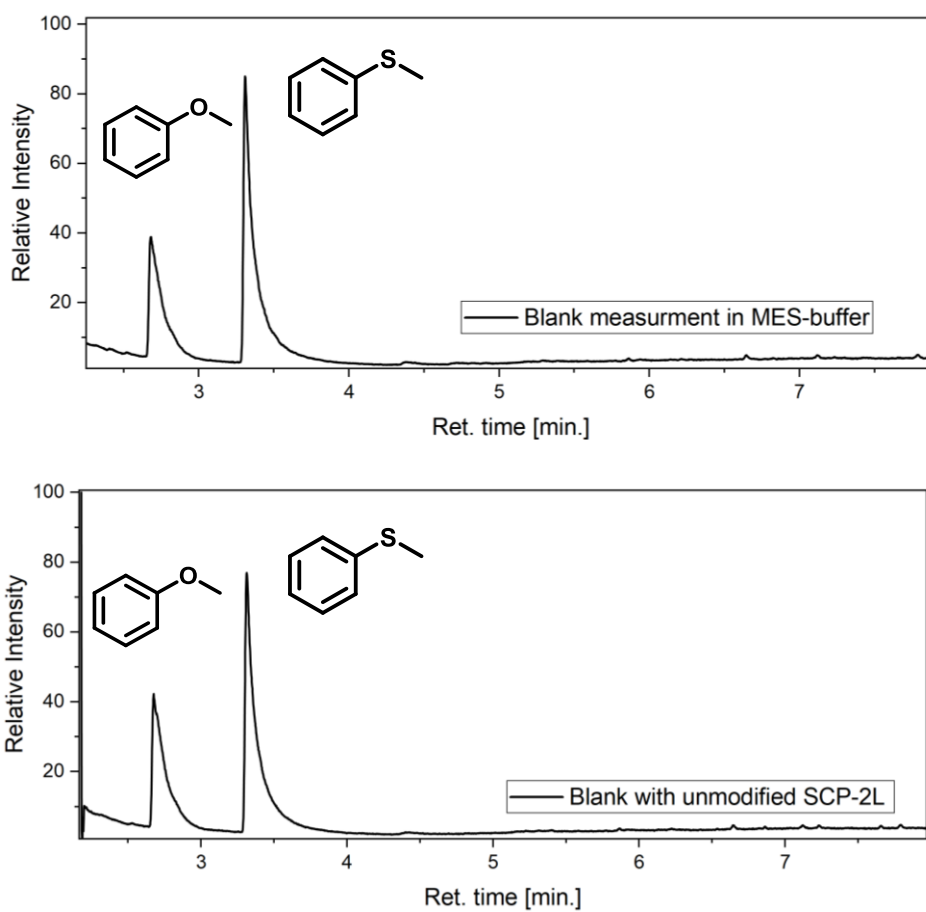 100
80
60
40
20
Relative Intensity
O
S
Blank measurment in MES-buffer
3 4 5 6 7
Ret. time [min.]
100
80
60
40
20
Relative Intensity
O
S
Blank with unmodified SCP-2L
3 4 5 6 7
Ret. time [min.]